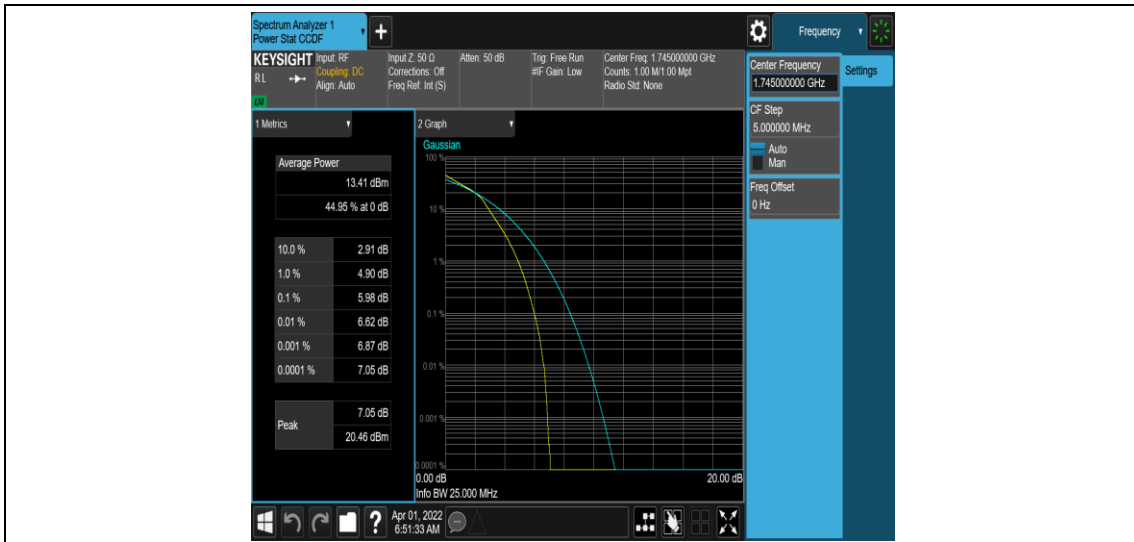 Spectrum Analyzer 1
Power Stat CCDF
Frequency
KEYSIGHT
RL
LXI
Input: RF
Coupling: DC
Align: Auto
Input Z: 50 Ω
Corrections: Off
Freq Ref: Int (S)
Atten: 50 dB
Trig: Free Run
#IF Gain: Low
Center Freq: 1.745000000 GHz
Counts: 1.00 M/1.00 Mpt
Radio Std: None
Center Frequency
1.745000000 GHz
Settings
CF Step
5.000000 MHz
Auto
Man
Freq Offset
0 Hz
1 Metrics
Average Power
13.41 dBm
44.95 % at 0 dB
10.0 % 2.91 dB
1.0 % 4.90 dB
0.1 % 5.98 dB
0.01 % 6.62 dB
0.001 % 6.87 dB
0.0001 % 7.05 dB
Peak
7.05 dB
20.46 dBm
2 Graph
Gaussian
100 %
10 %
1 %
0.1 %
0.01 %
0.001 %
0.0001 %
0.00 dB 20.00 dB
Info BW 25.000 MHz
?
Apr 01, 2022
6:51:33 AM